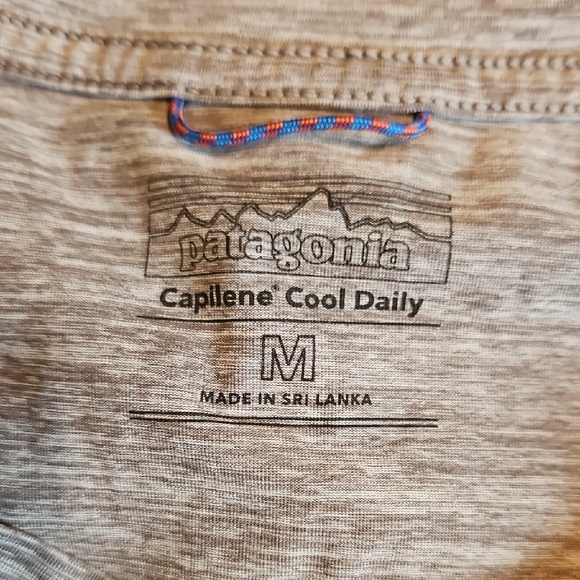 patagonia
Capilene® Cool Daily
M
MADE IN SRI LANKA